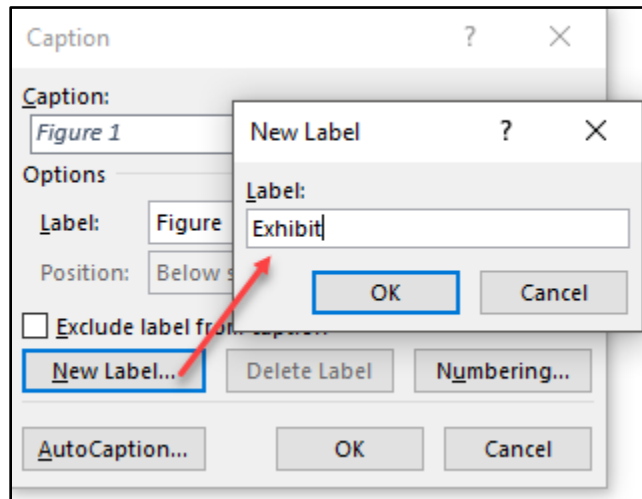 Caption ? ×
Caption:
Figure 1
Options
Label: Figure
Position: Below
Exclude label from caption
New Label... Delete Label Numbering...
AutoCaption... OK Cancel
New Label ? ×
Label:
Exhibit
OK Cancel